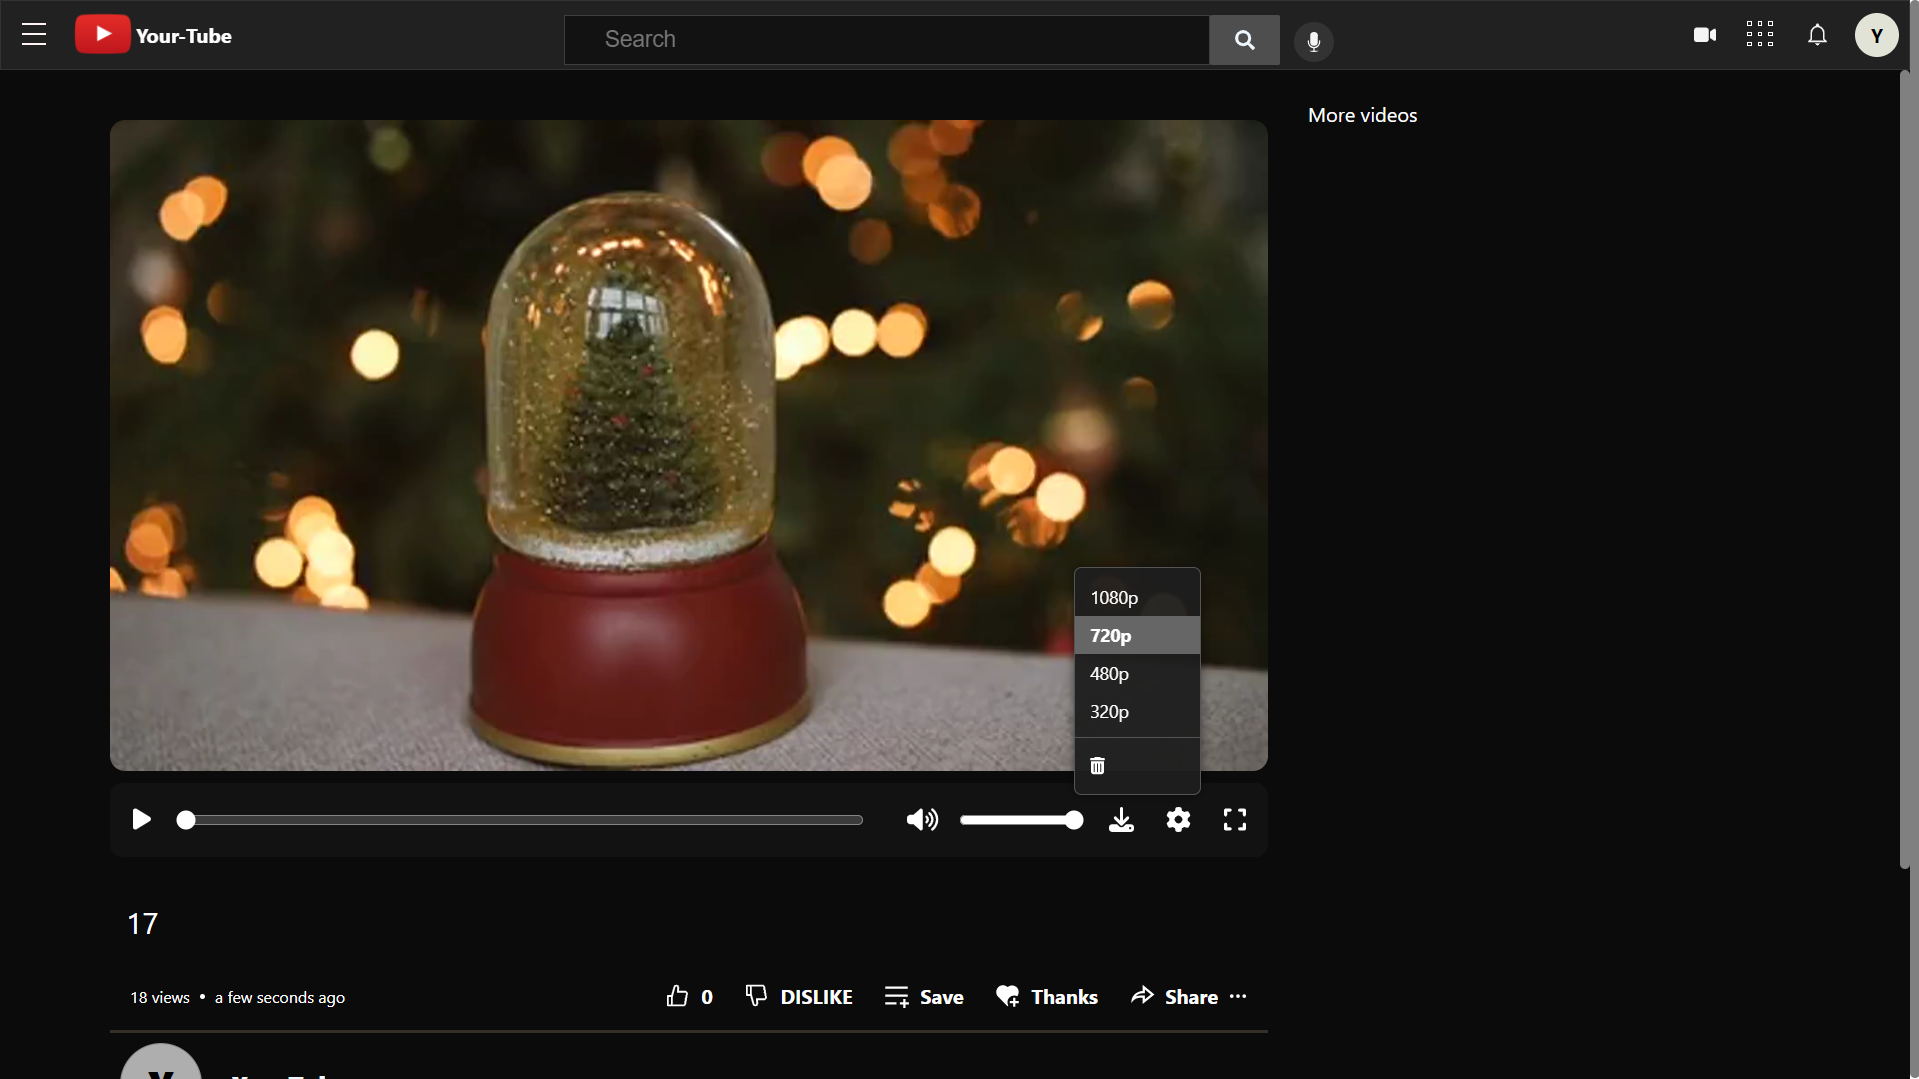 Your-Tube
Search
Y
More videos
1080p
720p
480p
320p
17
18 views • a few seconds ago
0
DISLIKE
Save
Thanks
Share